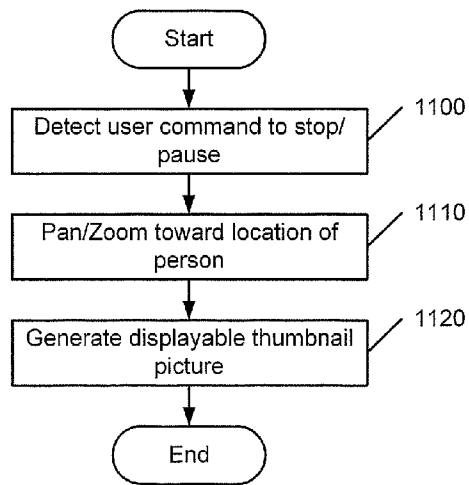 Start
Detect user command to stop/
pause
1100
Pan/Zoom toward location of
person
1110
Generate displayable thumbnail
picture
1120
End